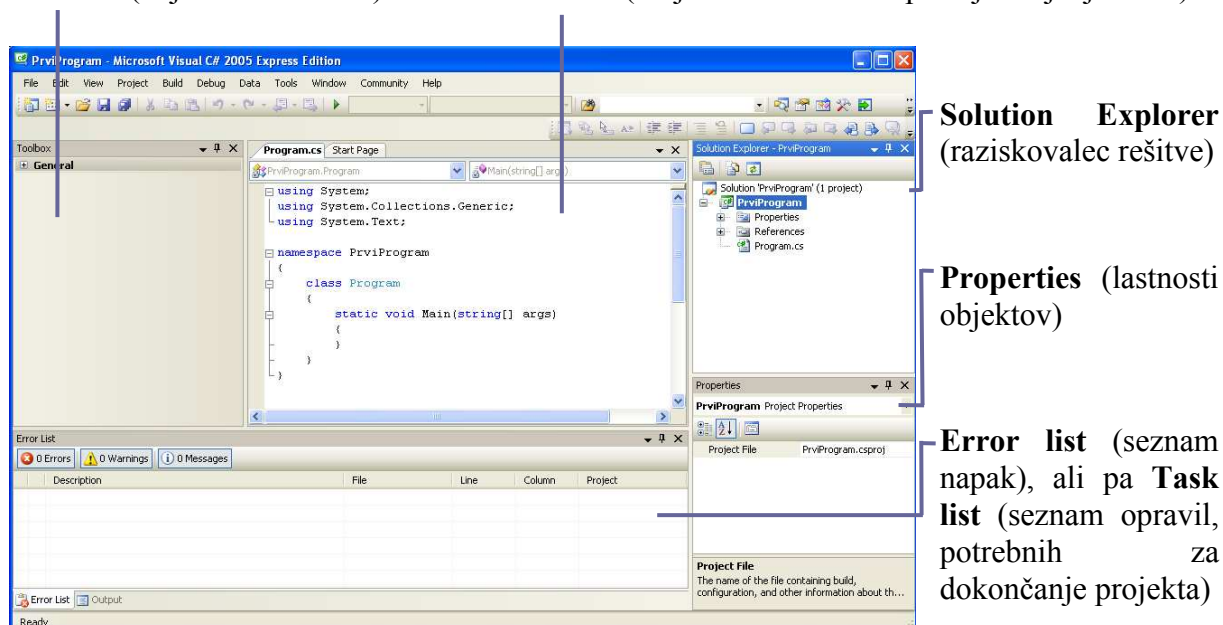 PrviProgram - Microsoft Visual C# 2005 Express Edition
File Edit View Project Build Debug Data Tools Window Community Help
Toolbox
General
Program.cs Start Page
PrviProgram.Program
Main(string[] args)
using System;
using System.Collections.Generic;
using System.Text;
namespace PrviProgram
{
class Program
{
static void Main(string[] args)
{
}
}
}
Solution Explorer - PrviProgram
Solution 'PrviProgram' (1 project)
PrviProgram
Properties
References
Program.cs
Properties
PrviProgram Project Properties
Project File PrviProgram.csproj
Project File
The name of the file containing build,
configuration, and other information about th...
Error List
0 Errors 0 Warnings 0 Messages
Description File Line Column Project
Error List Output
Ready
Solution Explorer
(raziskovalec rešitve)
Properties (lastnosti
objektov)
Error list (seznam
napak), ali pa Task
list (seznam opravil,
potrebnih za
dokončanje projekta)